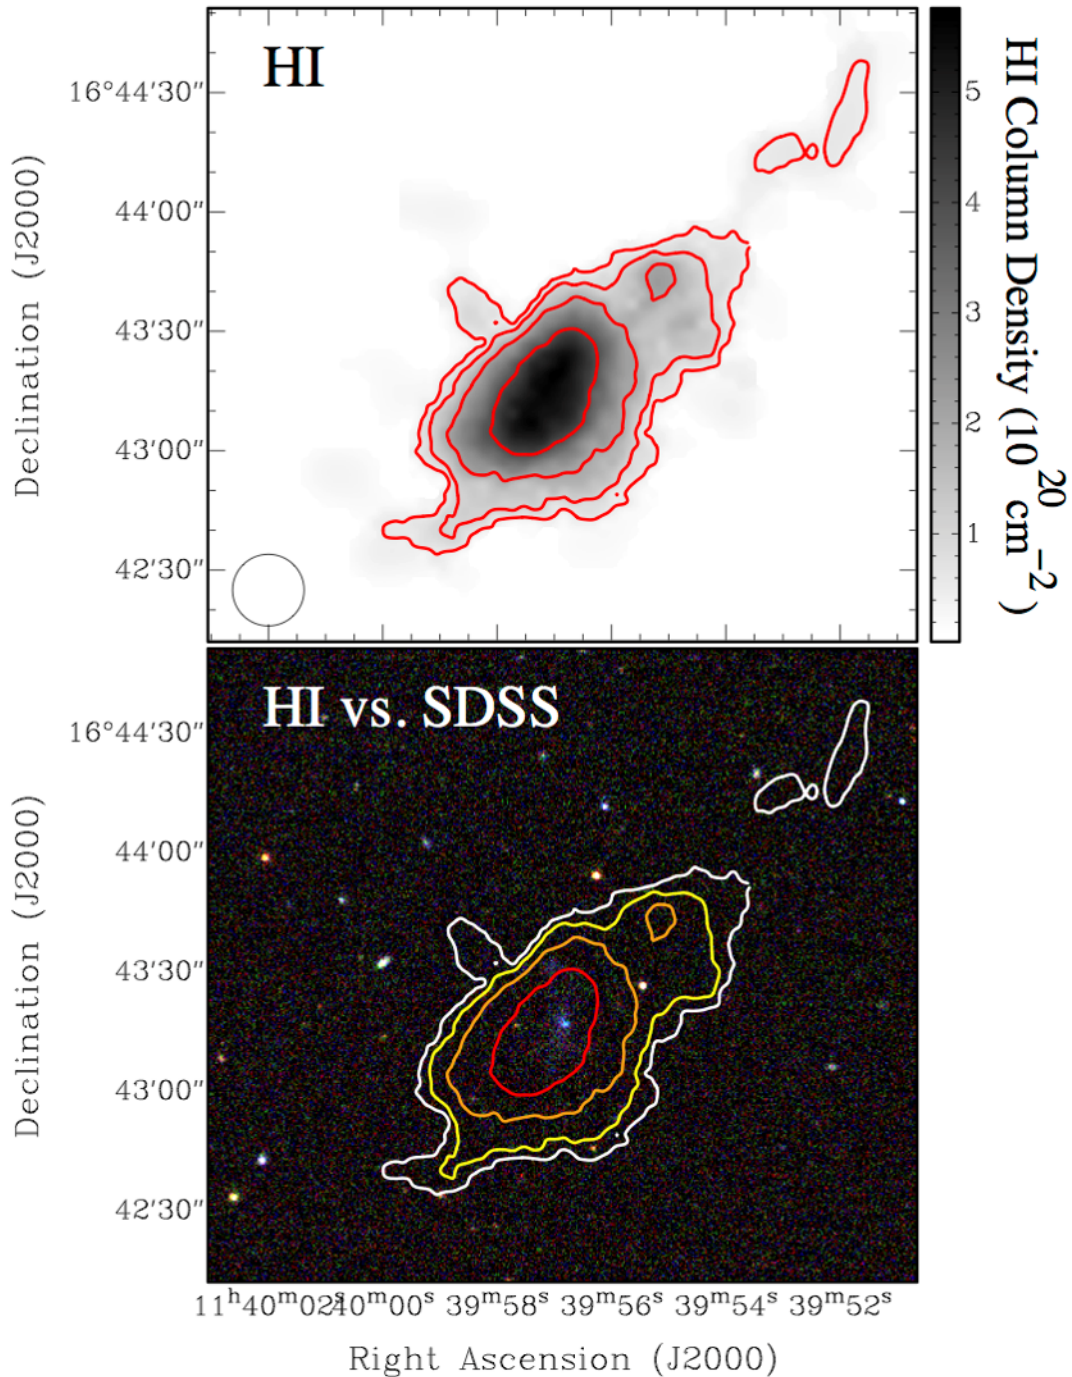 HI
16°44′30″
44′00″
43′30″
43′00″
42′30″
Declination (J2000)
5
4
3
2
1
HI Column Density (10²⁰ cm⁻²)
HI vs. SDSS
16°44′30″
44′00″
43′30″
43′00″
42′30″
Declination (J2000)
11ʰ40ᵐ02ˢ 40ᵐ00ˢ 39ᵐ58ˢ 39ᵐ56ˢ 39ᵐ54ˢ 39ᵐ52ˢ
Right Ascension (J2000)